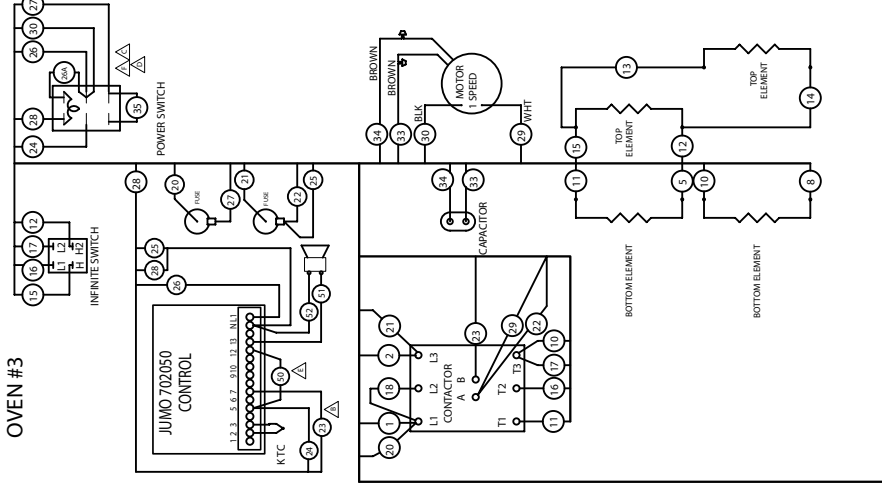 OVEN #3
27
30
26
26A
28
24
35
F
C
D
POWER SWITCH
12
17
16
15
L2
H2
L1
H
INFINITE SWITCH
28
20
FUSE
27
21
FUSE
22
25
25
28
26
JUMO 702050
CONTROL
1 2 3 5 6 7 9 10 12 13 N L1
52
51
50
E
23
B
24
KTC
BROWN
BROWN
34
33
30
BLK
MOTOR
1 SPEED
WHT
29
34
33
CAPACITOR
13
TOP
ELEMENT
14
15
TOP
ELEMENT
12
11
5
10
8
BOTTOM ELEMENT
BOTTOM ELEMENT
21
2
18
1
20
L3
L2
L1
CONTACTOR
B
A
T3
T2
T1
23
29
22
10
17
16
11